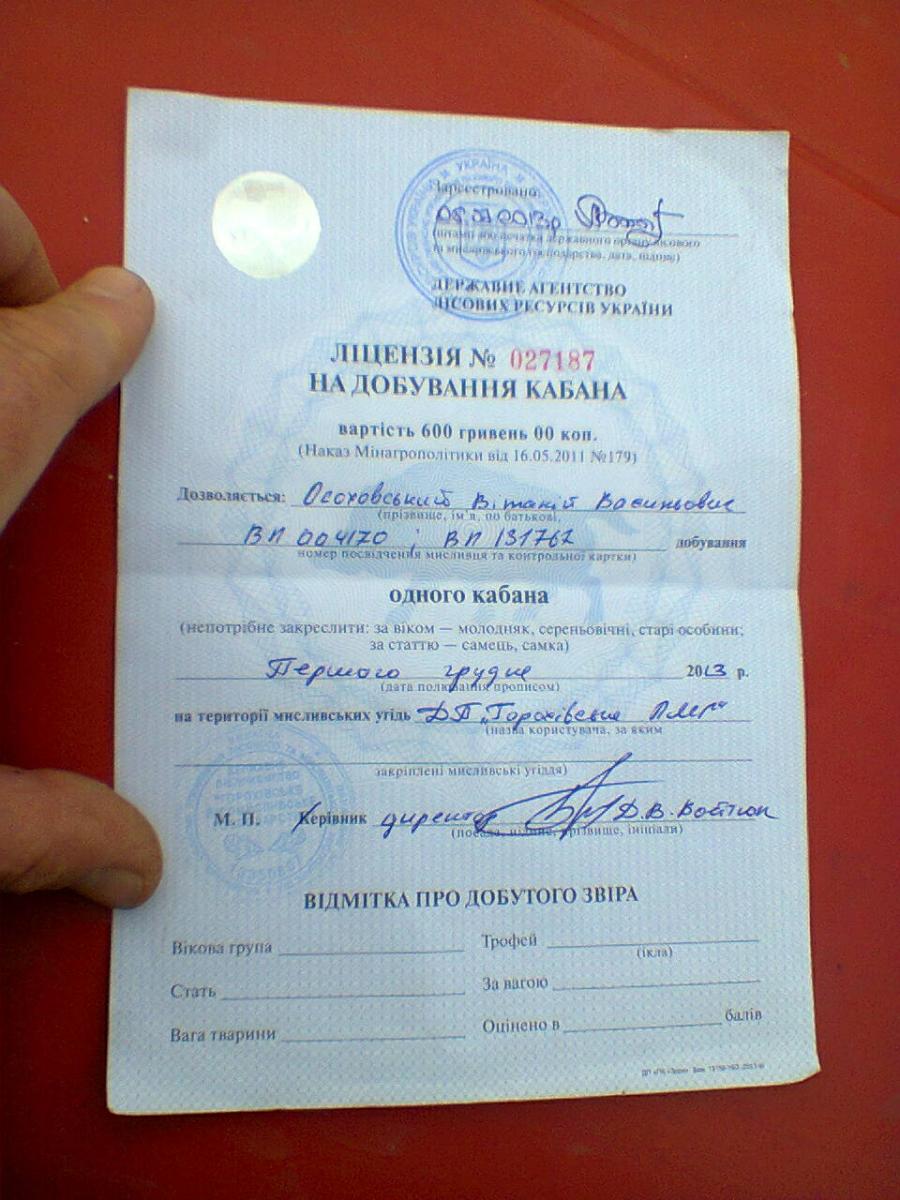 УКРАЇНА
Зареєстровано:
(штамп або печатка державного органу лісового
та мисливського господарства, дата, підпис)
ДЕРЖАВНЕ АГЕНТСТВО
ЛІСОВИХ РЕСУРСІВ УКРАЇНИ
ЛІЦЕНЗІЯ № 027187
НА ДОБУВАННЯ КАБАНА
вартість 600 гривень 00 коп.
(Наказ Мінагрополітики від 16.05.2011 №179)
Дозволяється: Осоховський Віталій Васильович
(прізвище, ім'я, по батькові,
ВП 004170 ; ВП 131762 добування
номер посвідчення мисливця та контрольної картки)
одного кабана
(непотрібне закреслити: за віком — молодняк, сереньовічні, старі особини;
за статтю — самець, самка)
Першого грудня 2013 р.
(дата полювання прописом)
на території мисливських угідь ДП „Горохівське ЛМГ"
(назва користувача, за яким
закріплені мисливські угіддя)
М. П. Керівник директор Д.В. Войтюк
(посада, підпис, прізвище, ініціали)
ВІДМІТКА ПРО ДОБУТОГО ЗВІРА
Вікова група Трофей
(ікла)
Стать За вагою
Вага тварини Оцінено в балів